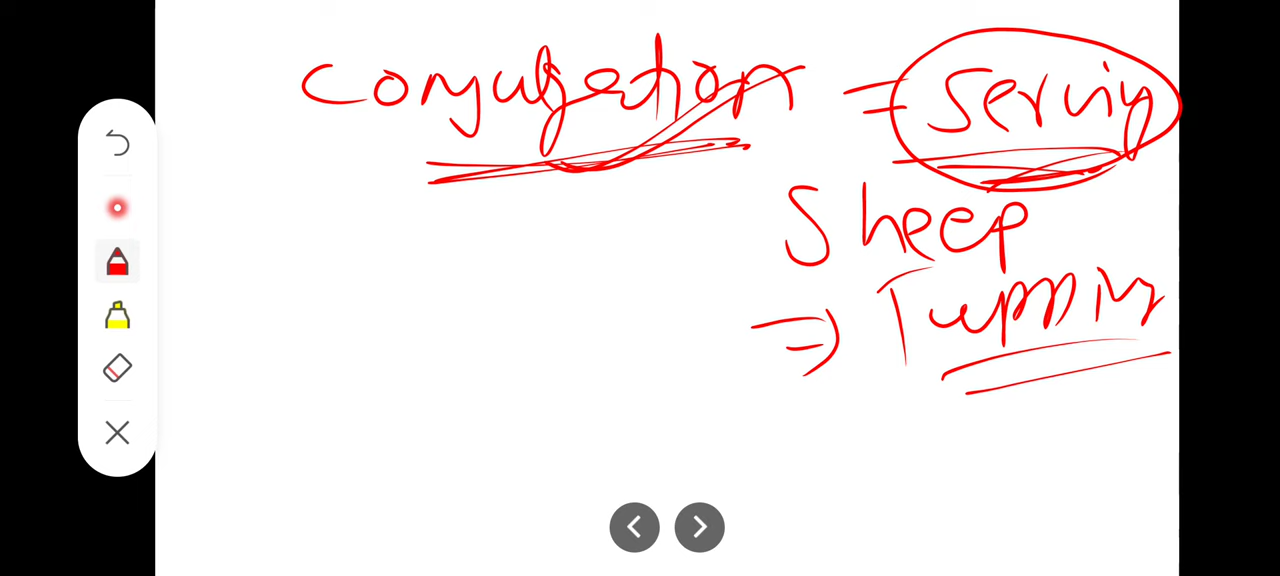 Conjugation = Serving
Sheep
⇒ Tupping